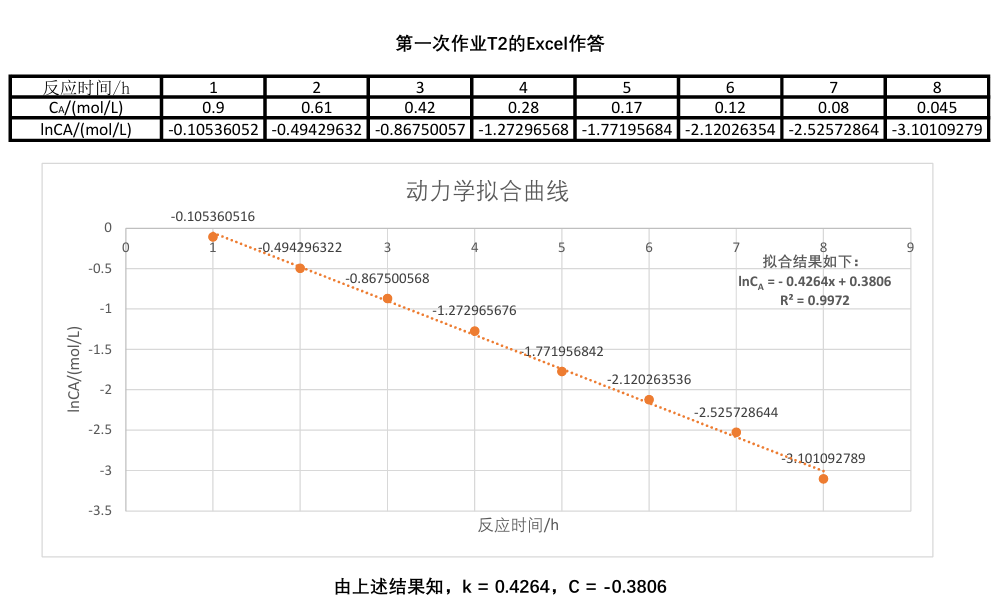 第一次作业T2的Excel作答
反应时间/h 1 2 3 4 5 6 7 8
CA/(mol/L) 0.9 0.61 0.42 0.28 0.17 0.12 0.08 0.045
lnCA/(mol/L) -0.10536052 -0.49429632 -0.86750057 -1.27296568 -1.77195684 -2.12026354 -2.52572864 -3.10109279
动力学拟合曲线
-0.105360516
0
0 1 2 3 4 5 6 7 8 9
-0.494296322
拟合结果如下：
-0.5
-0.867500568
lnCA = - 0.4264x + 0.3806
R² = 0.9972
-1
-1.272965676
-1.5
-1.771956842
-2
-2.120263536
-2.5
-2.525728644
-3
-3.101092789
-3.5
lnCA/(mol/L)
反应时间/h
由上述结果知，k = 0.4264，C = -0.3806